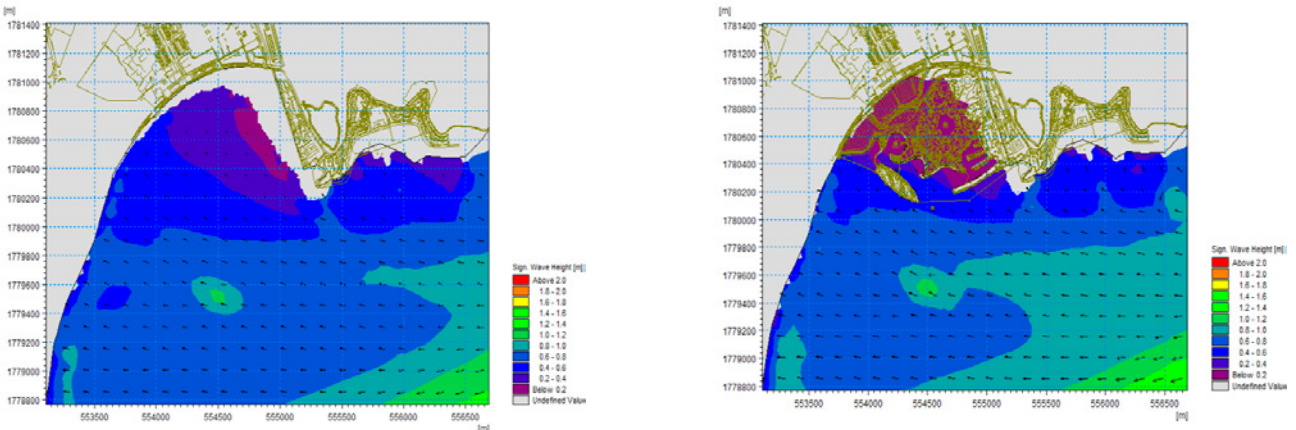 [m]
1781400
1781200
1781000
1780800
1780600
1780400
1780200
1780000
1779800
1779600
1779400
1779200
1779000
1778800
553500 554000 554500 555000 555500 556000 556500
[m]
Sign. Wave Height [m]
Above 2.0
1.8 - 2.0
1.6 - 1.8
1.4 - 1.6
1.2 - 1.4
1.0 - 1.2
0.8 - 1.0
0.6 - 0.8
0.4 - 0.6
0.2 - 0.4
Below 0.2
Undefined Value
[m]
1781400
1781200
1781000
1780800
1780600
1780400
1780200
1780000
1779800
1779600
1779400
1779200
1779000
1778800
553500 554000 554500 555000 555500 556000 556500
[m]
Sign. Wave Height [m]
Above 2.0
1.8 - 2.0
1.6 - 1.8
1.4 - 1.6
1.2 - 1.4
1.0 - 1.2
0.8 - 1.0
0.6 - 0.8
0.4 - 0.6
0.2 - 0.4
Below 0.2
Undefined Value